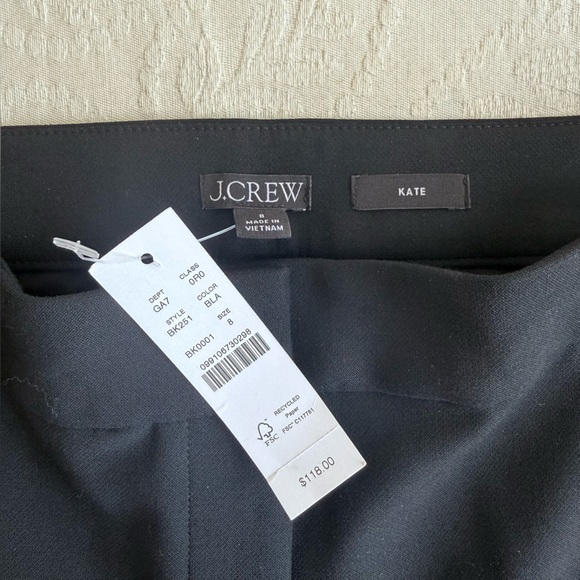 J.CREW
8
MADE IN
VIETNAM
KATE
DEPT CLASS
GA7 0R0
STYLE COLOR
BK251 BLA
SIZE
BK0001 8
099106730298
RECYCLED
Paper
FSC® C117781
FSC
$118.00